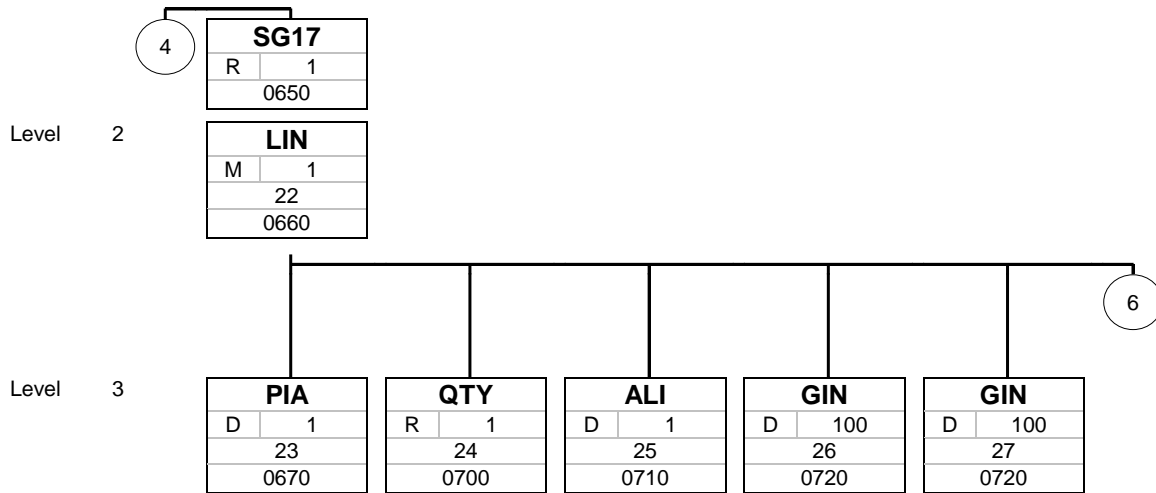 4
SG17
R 1
0650
Level 2
LIN
M 1
22
0660
6
Level 3
PIA QTY ALI GIN GIN
D 1 R 1 D 1 D 100 D 100
23 24 25 26 27
0670 0700 0710 0720 0720